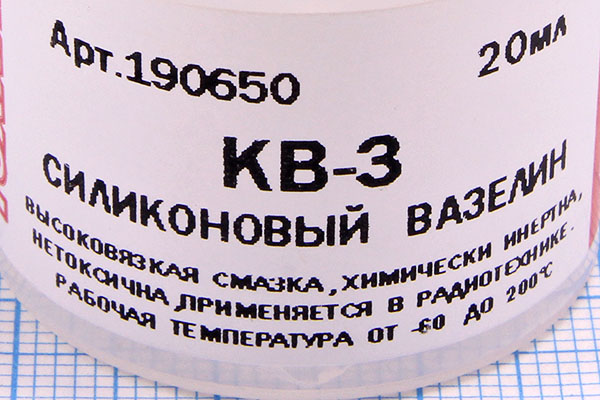 Арт.190650 20мл
КВ-3
СИЛИКОНОВЫЙ ВАЗЕЛИН
ВЫСОКОВЯЗКАЯ СМАЗКА, ХИМИЧЕСКИ ИНЕРТНА,
НЕТОКСИЧНА, ПРИМЕНЯЕТСЯ В РАДИОТЕХНИКЕ.
РАБОЧАЯ ТЕМПЕРАТУРА ОТ -60 ДО 200°С